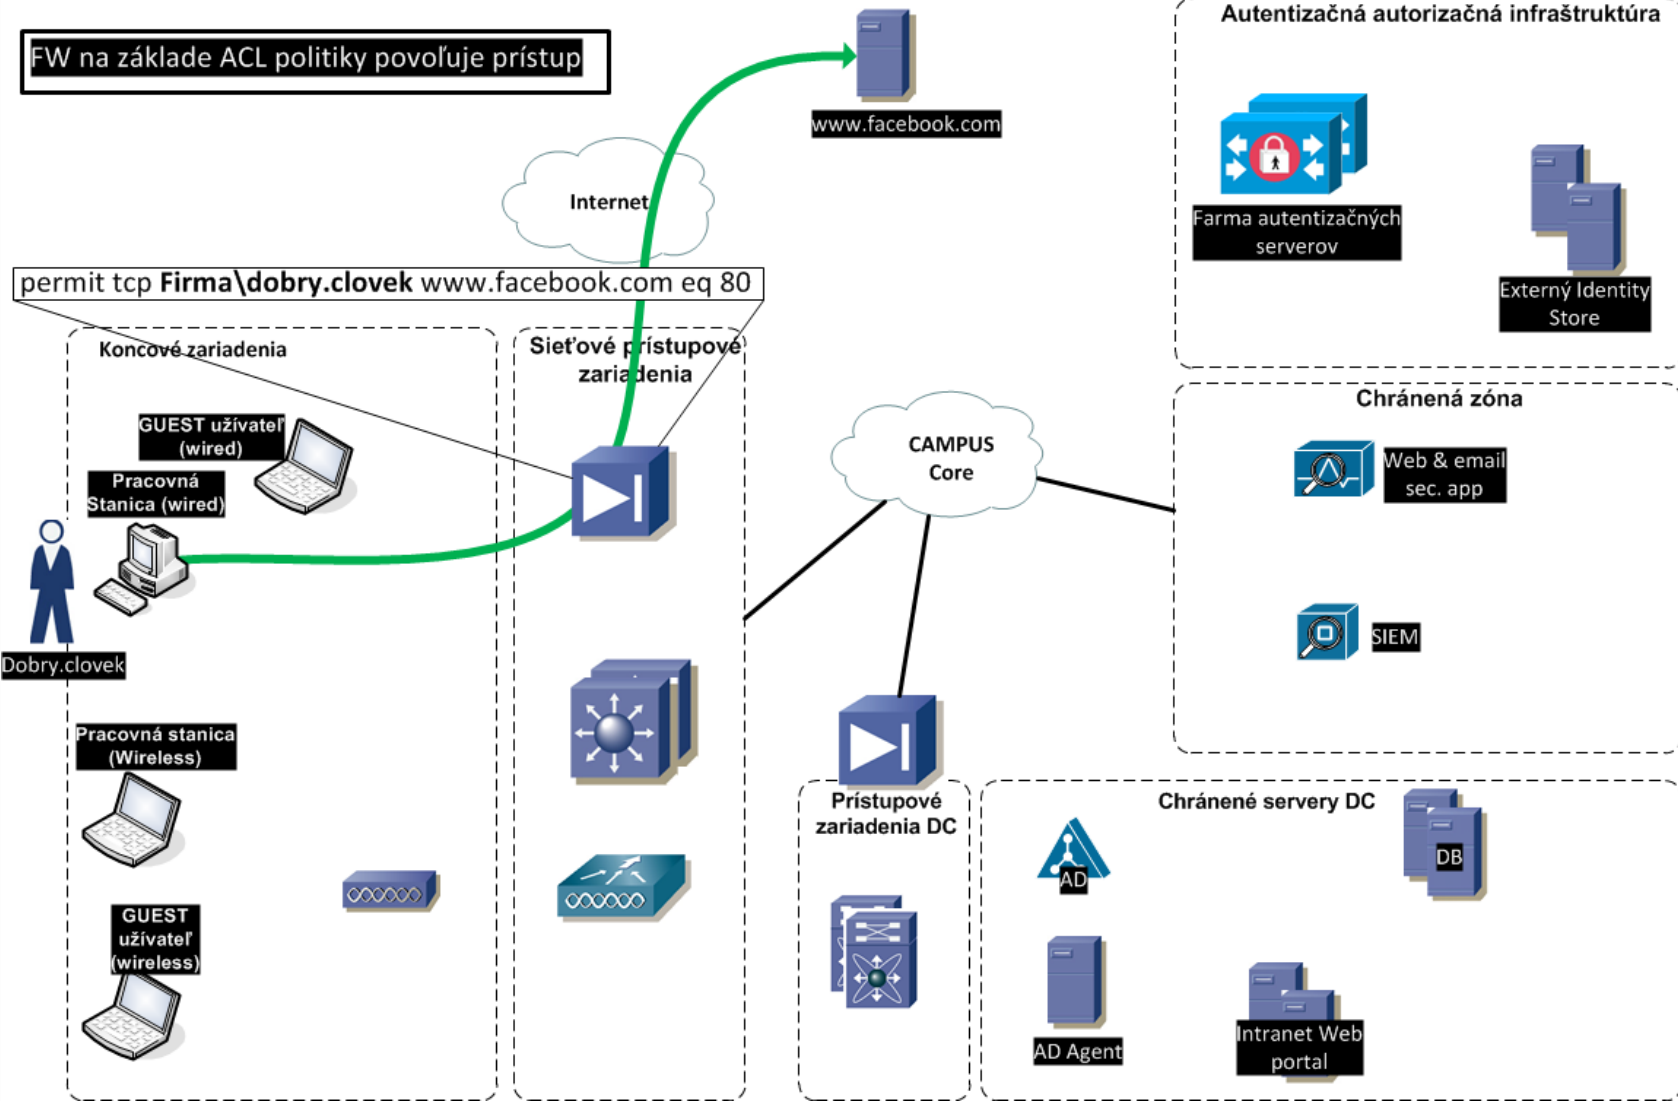 FW na základe ACL politiky povoľuje prístup
www.facebook.com
Autentizačná autorizačná infraštruktúra
Farma autentizačných
serverov
Externý Identity
Store
Internet
permit tcp Firma\dobry.clovek www.facebook.com eq 80
Koncové zariadenia
GUEST užívateľ
(wired)
Pracovná
Stanica (wired)
Dobry.clovek
Pracovná stanica
(Wireless)
GUEST
užívateľ
(wireless)
Sieťové prístupové
zariadenia
CAMPUS
Core
Chránená zóna
Web & email
sec. app
SIEM
Prístupové
zariadenia DC
Chránené servery DC
AD
DB
AD Agent
Intranet Web
portal